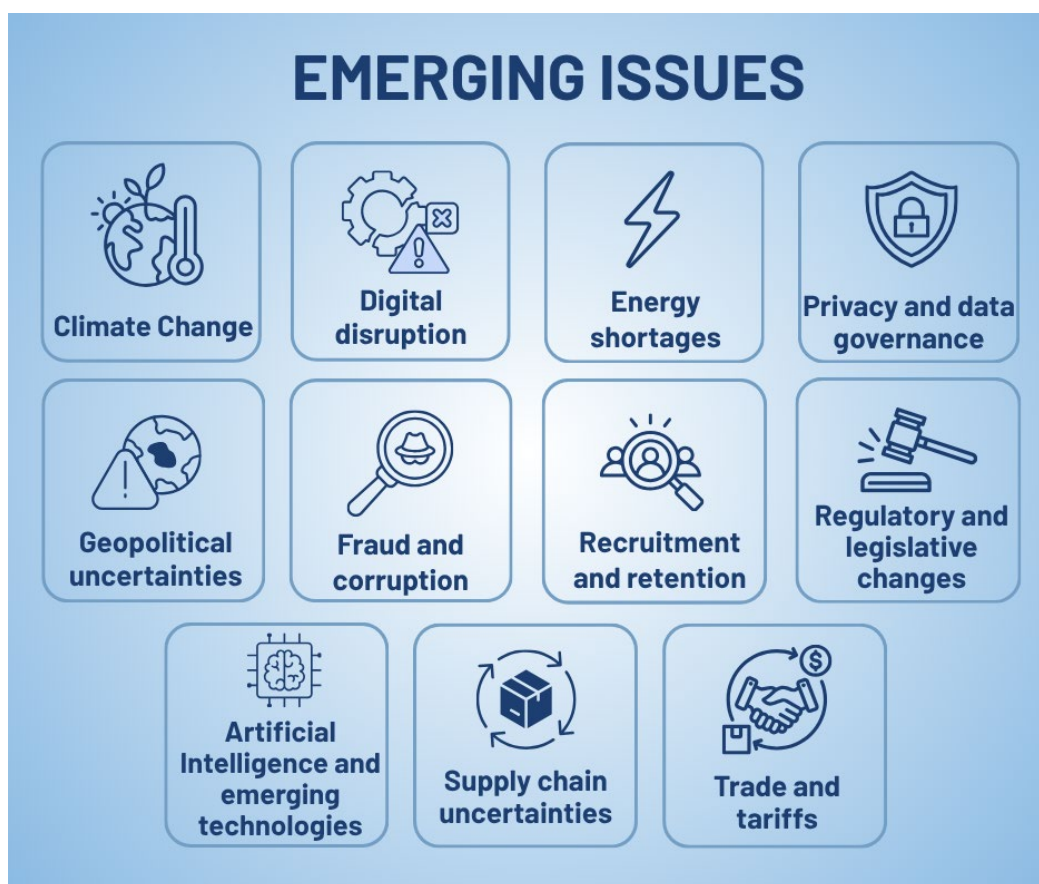 EMERGING ISSUES
Climate Change
Digital
disruption
Energy
shortages
Privacy and data
governance
Geopolitical
uncertainties
Fraud and
corruption
Recruitment
and retention
Regulatory and
legislative
changes
Artificial
Intelligence and
emerging
technologies
Supply chain
uncertainties
$
Trade and
tariffs